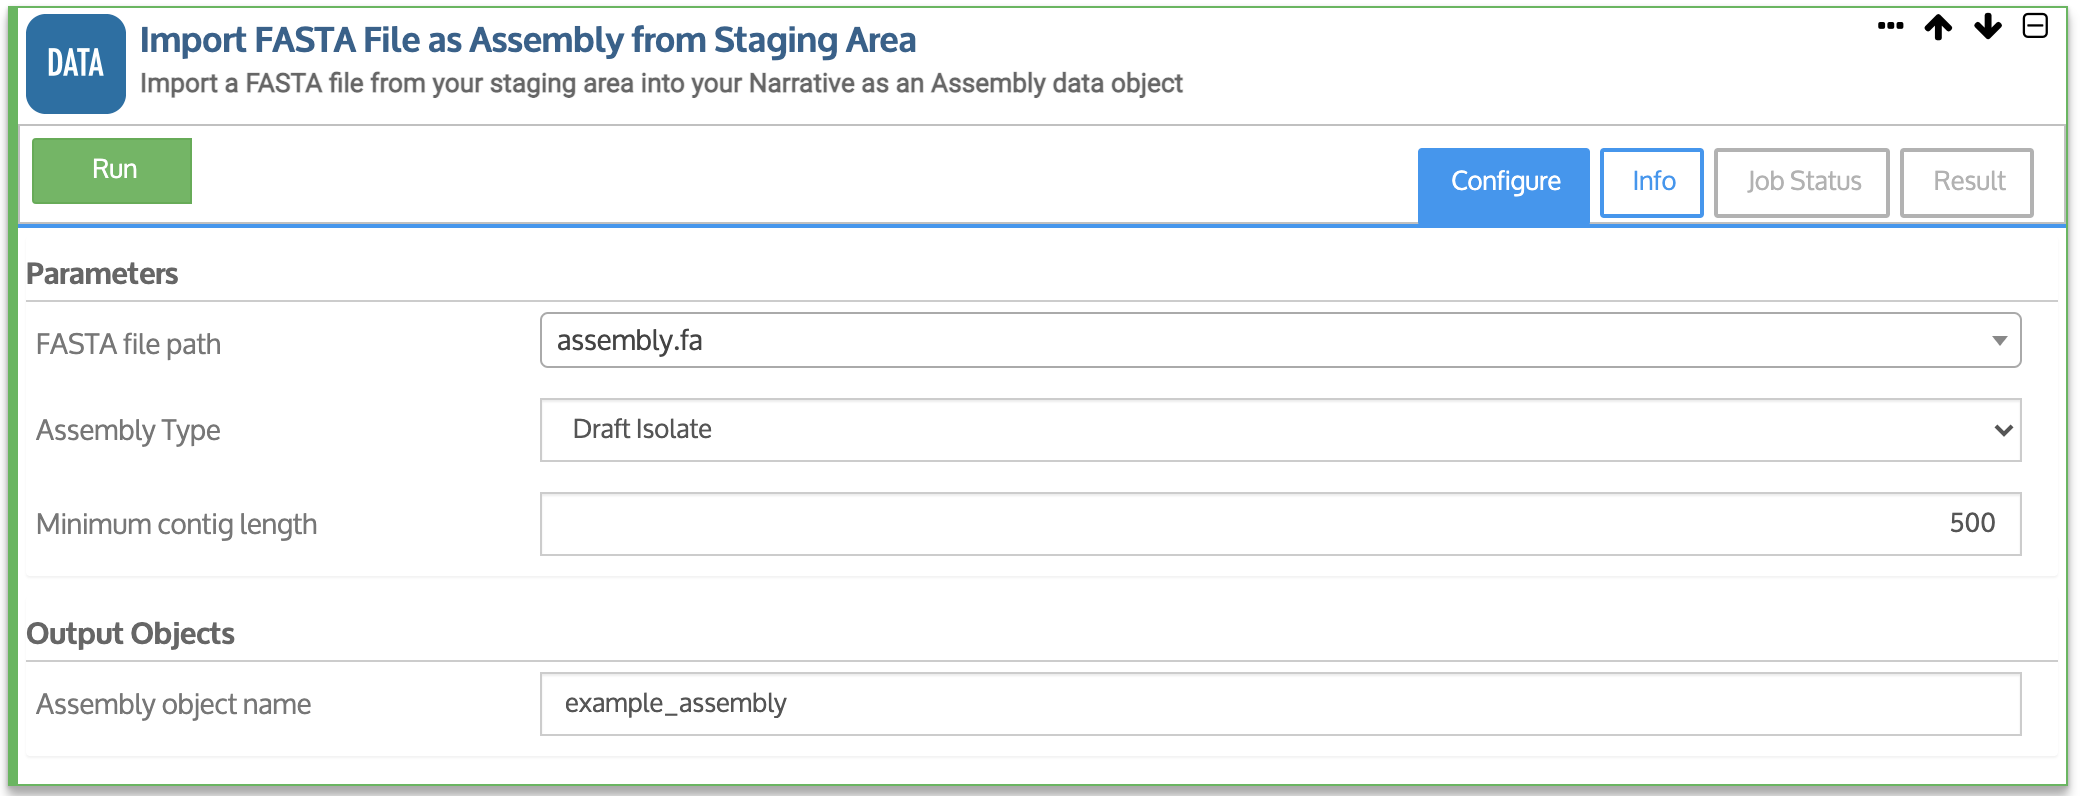 DATA
Import FASTA File as Assembly from Staging Area
Import a FASTA file from your staging area into your Narrative as an Assembly data object
Run
Configure
Info
Job Status
Result
Parameters
FASTA file path
assembly.fa
Assembly Type
Draft Isolate
Minimum contig length
500
Output Objects
Assembly object name
example_assembly